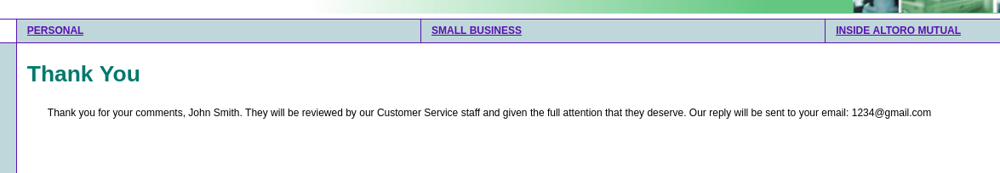 PERSONAL
SMALL BUSINESS
INSIDE ALTORO MUTUAL
Thank You
Thank you for your comments, John Smith. They will be reviewed by our Customer Service staff and given the full attention that they deserve. Our reply will be sent to your email: 1234@gmail.com